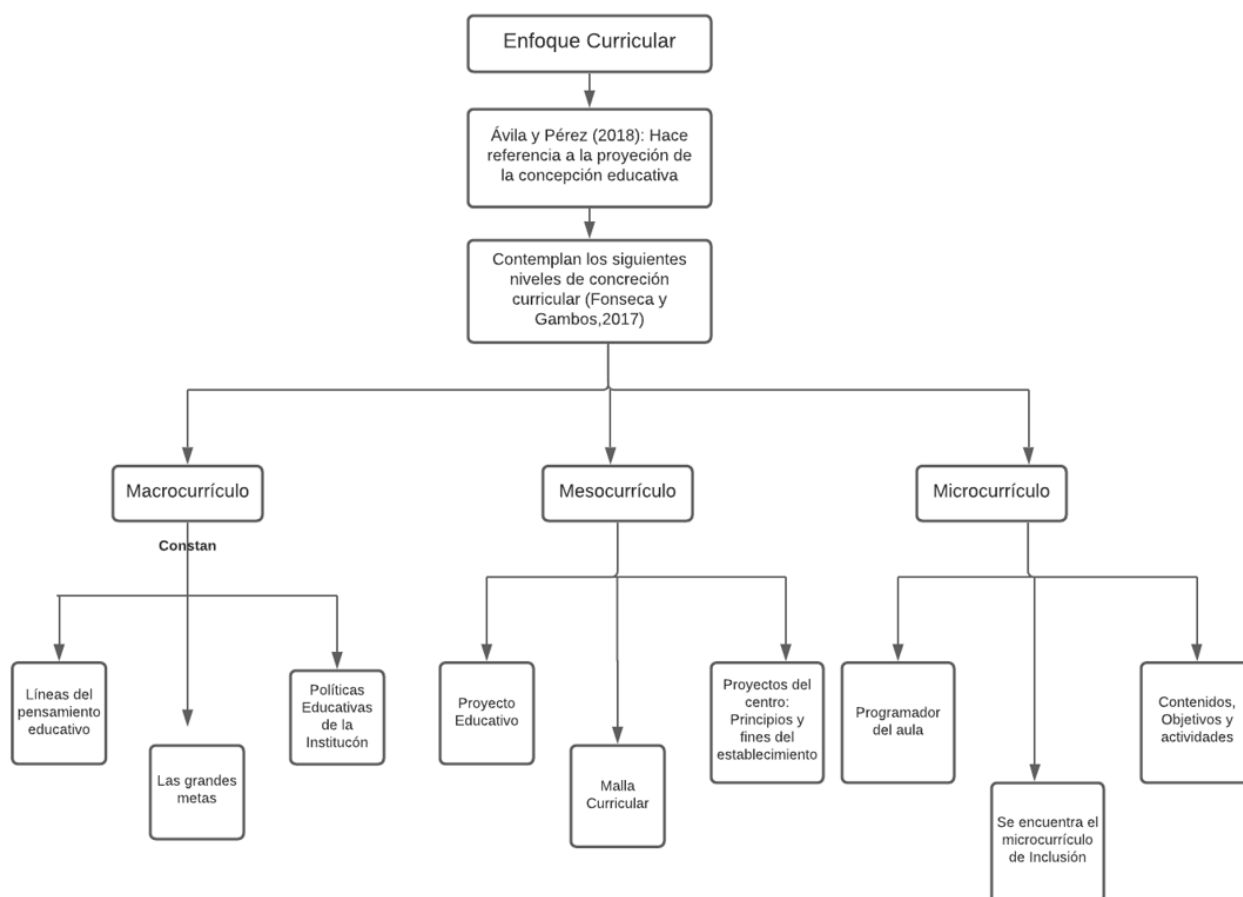 Enfoque Curricular
Ávila y Pérez (2018): Hace
referencia a la proyeción de
la concepción educativa
Contemplan los siguientes
niveles de concreción
curricular (Fonseca y
Gambos,2017)
Macrocurrículo
Mesocurrículo
Microcurrículo
Constan
Líneas del
pensamiento
educativo
Las grandes
metas
Políticas
Educativas
de la
Institucón
Proyecto
Educativo
Malla
Curricular
Proyectos del
centro:
Principios y
fines del
establecimiento
Programador
del aula
Se encuentra el
microcurrículo
de Inclusión
Contenidos,
Objetivos y
actividades